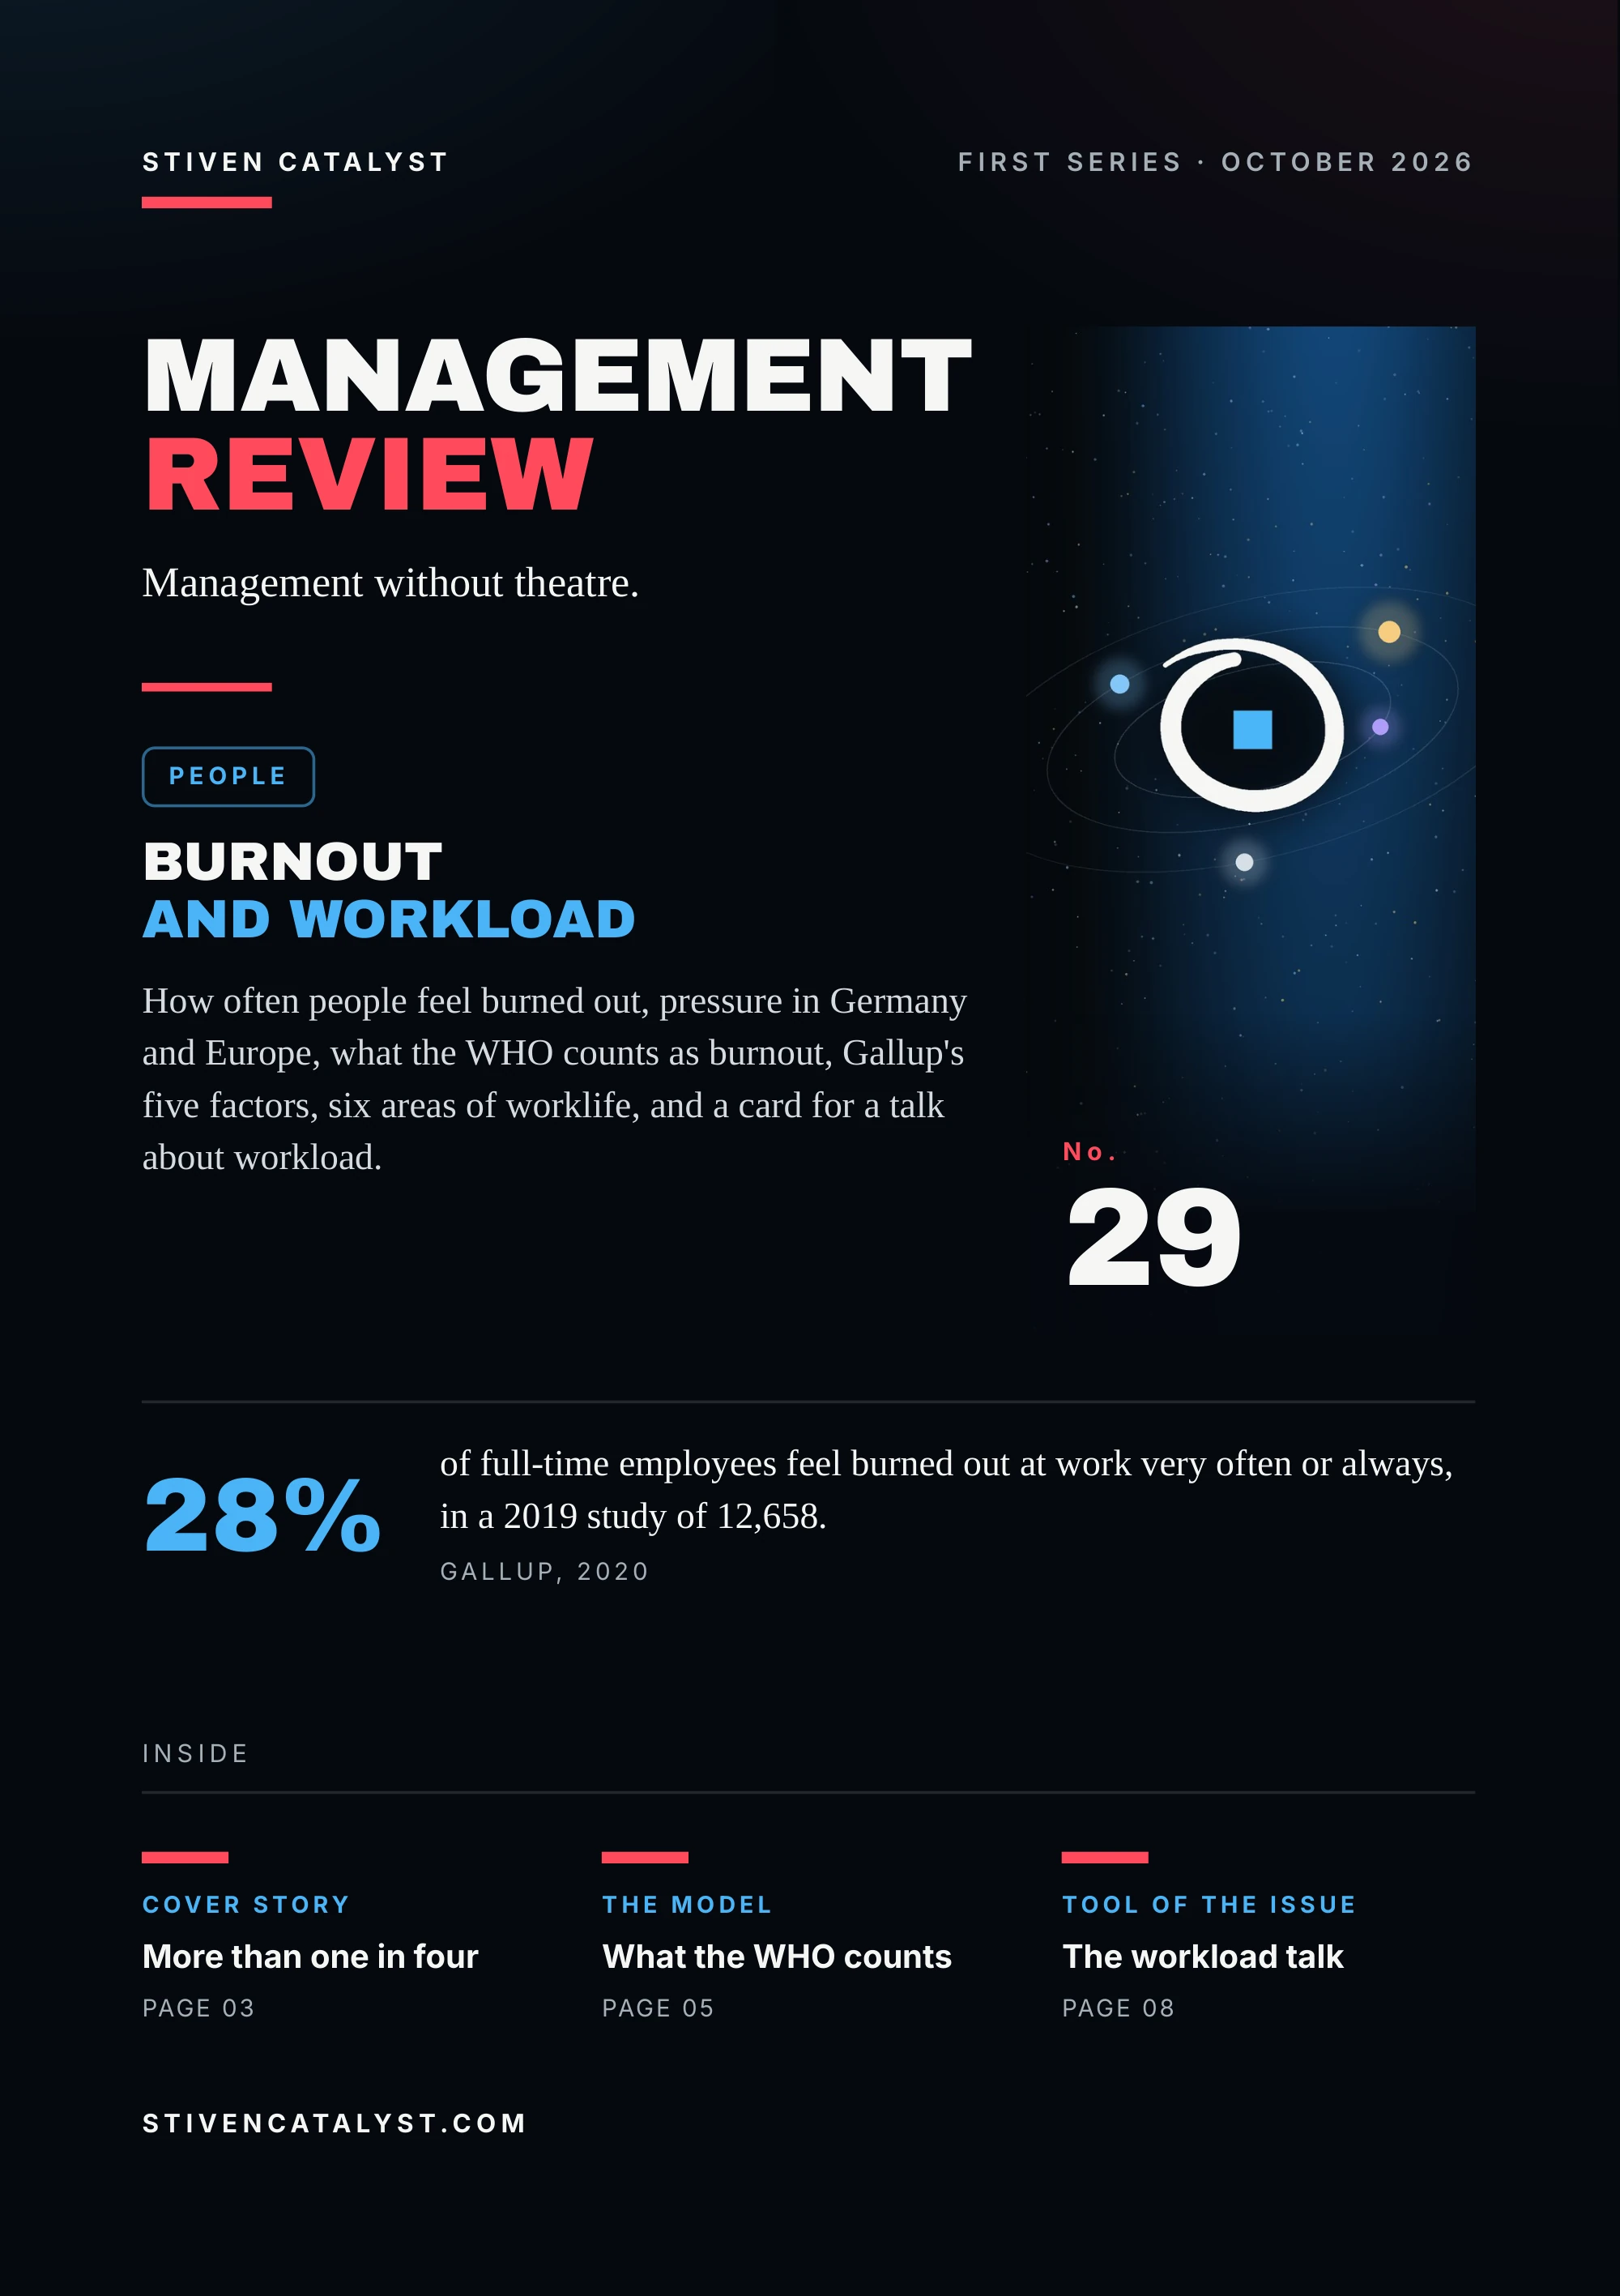 STIVEN CATALYST
FIRST SERIES · OCTOBER 2026
MANAGEMENT
REVIEW
Management without theatre.
PEOPLE
BURNOUT
AND WORKLOAD
How often people feel burned out, pressure in Germany
and Europe, what the WHO counts as burnout, Gallup's
five factors, six areas of worklife, and a card for a talk
about workload.
No.
29
28%
of full-time employees feel burned out at work very often or always,
in a 2019 study of 12,658.
GALLUP, 2020
INSIDE
COVER STORY
More than one in four
PAGE 03
THE MODEL
What the WHO counts
PAGE 05
TOOL OF THE ISSUE
The workload talk
PAGE 08
STIVENCATALYST.COM